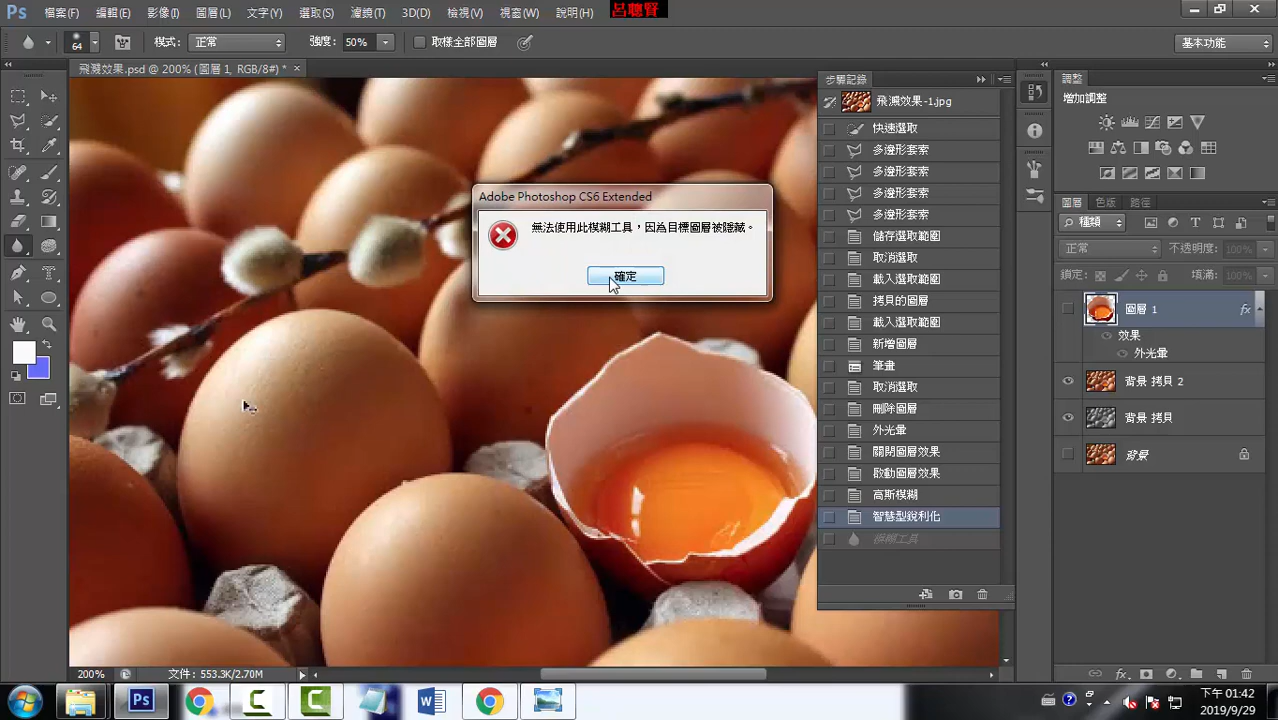 Ps 檔案(F) 編輯(E) 影像(I) 圖層(L) 文字(Y) 選取(S) 濾鏡(T) 3D(D) 檢視(V) 視窗(W) 說明(H) 呂聰賢
64 模式: 正常 強度: 50% 取樣全部圖層 基本功能
飛濺效果.psd @ 200% (圖層 1, RGB/8#) * ×
步驟記錄
飛濺效果-1.jpg
快速選取
多邊形套索
多邊形套索
多邊形套索
多邊形套索
儲存選取範圍
取消選取
載入選取範圍
拷貝的圖層
載入選取範圍
新增圖層
筆畫
取消選取
刪除圖層
外光暈
關閉圖層效果
啟動圖層效果
高斯模糊
智慧型銳利化
模糊工具
Adobe Photoshop CS6 Extended
無法使用此模糊工具，因為目標圖層被隱藏。
確定
調整
增加調整
圖層 色版 路徑
種類
正常 不透明度: 100%
鎖定: 填滿: 100%
圖層 1 fx
效果
外光暈
背景 拷貝 2
背景 拷貝
背景
200% 文件: 553.3K/2.70M
Ps
下午 01:42
2019/9/29